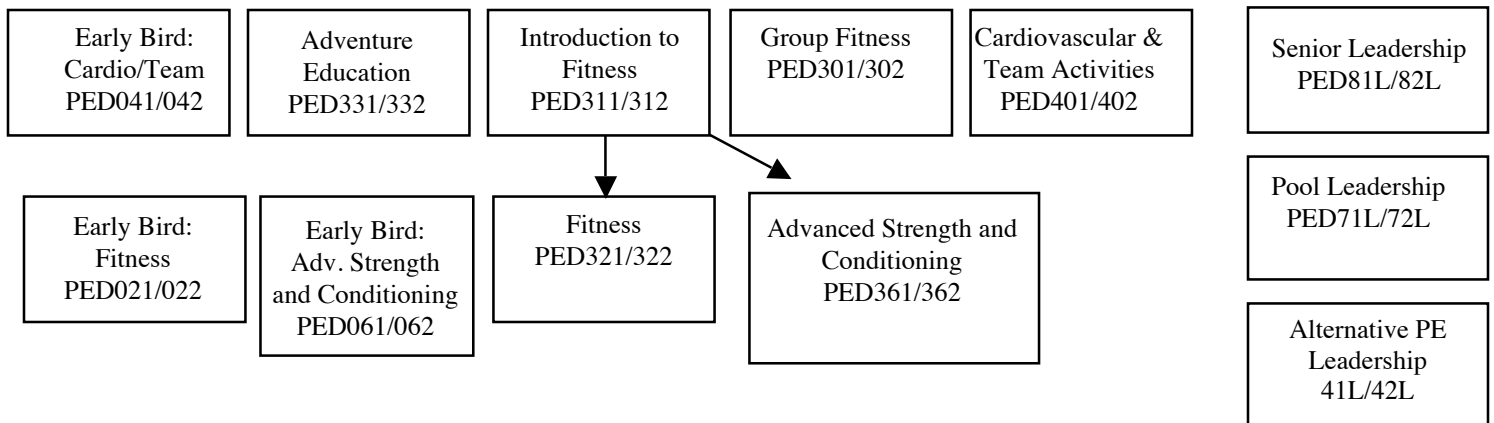 Early Bird:
Cardio/Team
PED041/042
Adventure
Education
PED331/332
Introduction to
Fitness
PED311/312
Group Fitness
PED301/302
Cardiovascular &
Team Activities
PED401/402
Senior Leadership
PED81L/82L
Early Bird:
Fitness
PED021/022
Early Bird:
Adv. Strength
and Conditioning
PED061/062
Fitness
PED321/322
Advanced Strength and
Conditioning
PED361/362
Pool Leadership
PED71L/72L
Alternative PE
Leadership
41L/42L